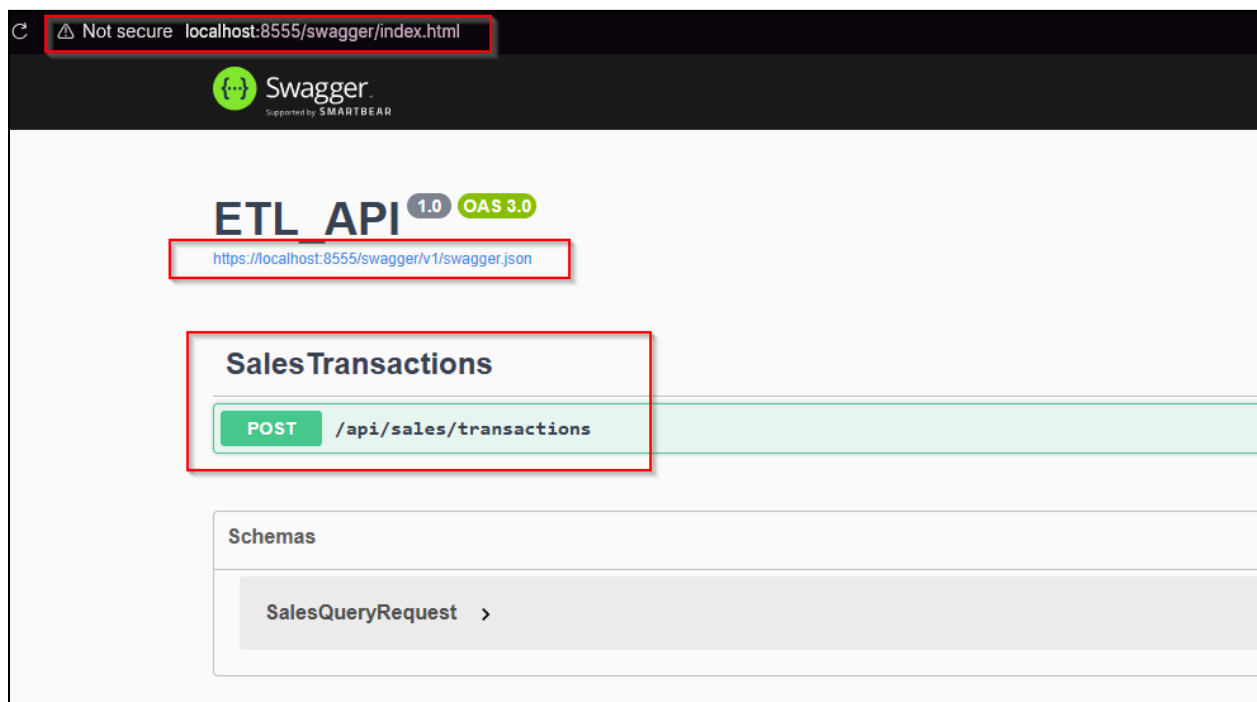 Not secure localhost:8555/swagger/index.html
{···} Swagger.
Supported by SMARTBEAR
ETL_API 1.0 OAS 3.0
https://localhost:8555/swagger/v1/swagger.json
SalesTransactions
POST /api/sales/transactions
Schemas
SalesQueryRequest